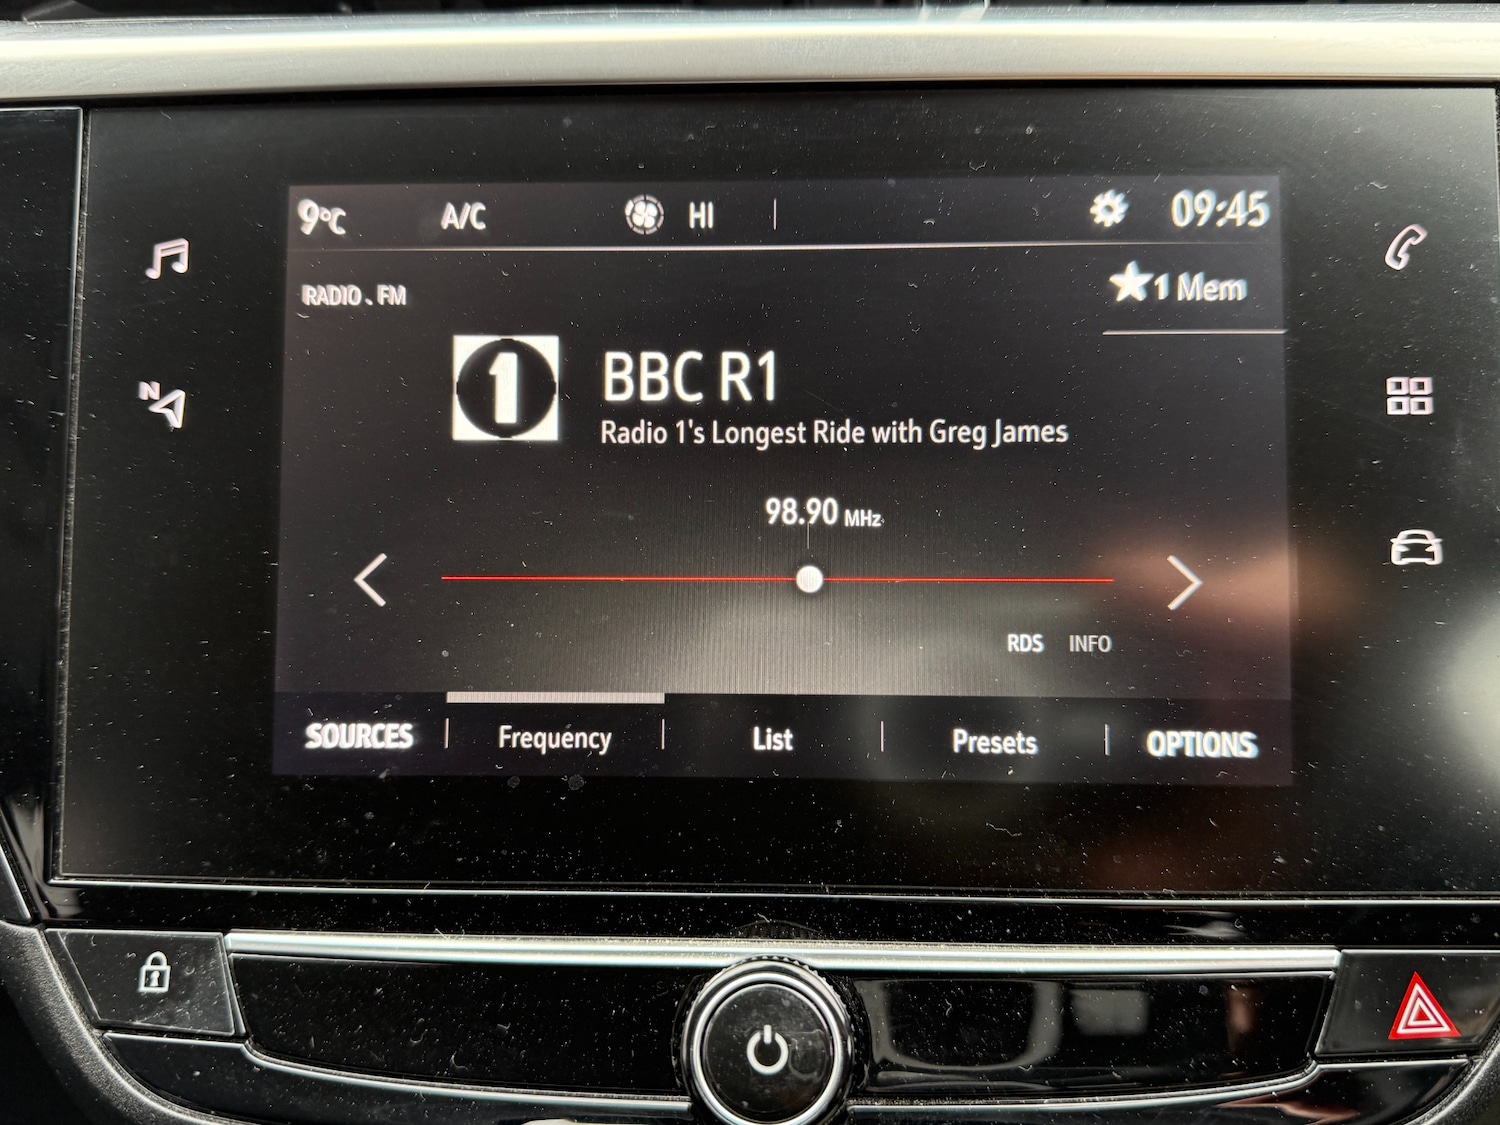 9°C A/C HI 09:45
RADIO . FM
★1 Mem
1
BBC R1
Radio 1's Longest Ride with Greg James
N
98.90 MHz
RDS INFO
SOURCES Frequency List Presets OPTIONS